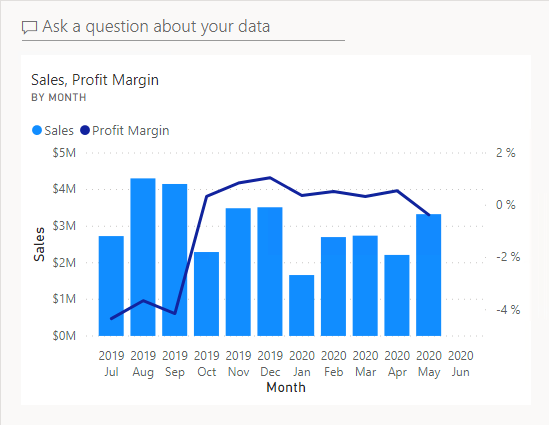 Ask a question about your data
Sales, Profit Margin
BY MONTH
Sales Profit Margin
$5M 2 %
$4M
0 %
$3M
Sales
$2M -2 %
$1M
-4 %
$0M
2019 2019 2019 2019 2019 2019 2020 2020 2020 2020 2020 2020
Jul Aug Sep Oct Nov Dec Jan Feb Mar Apr May Jun
Month